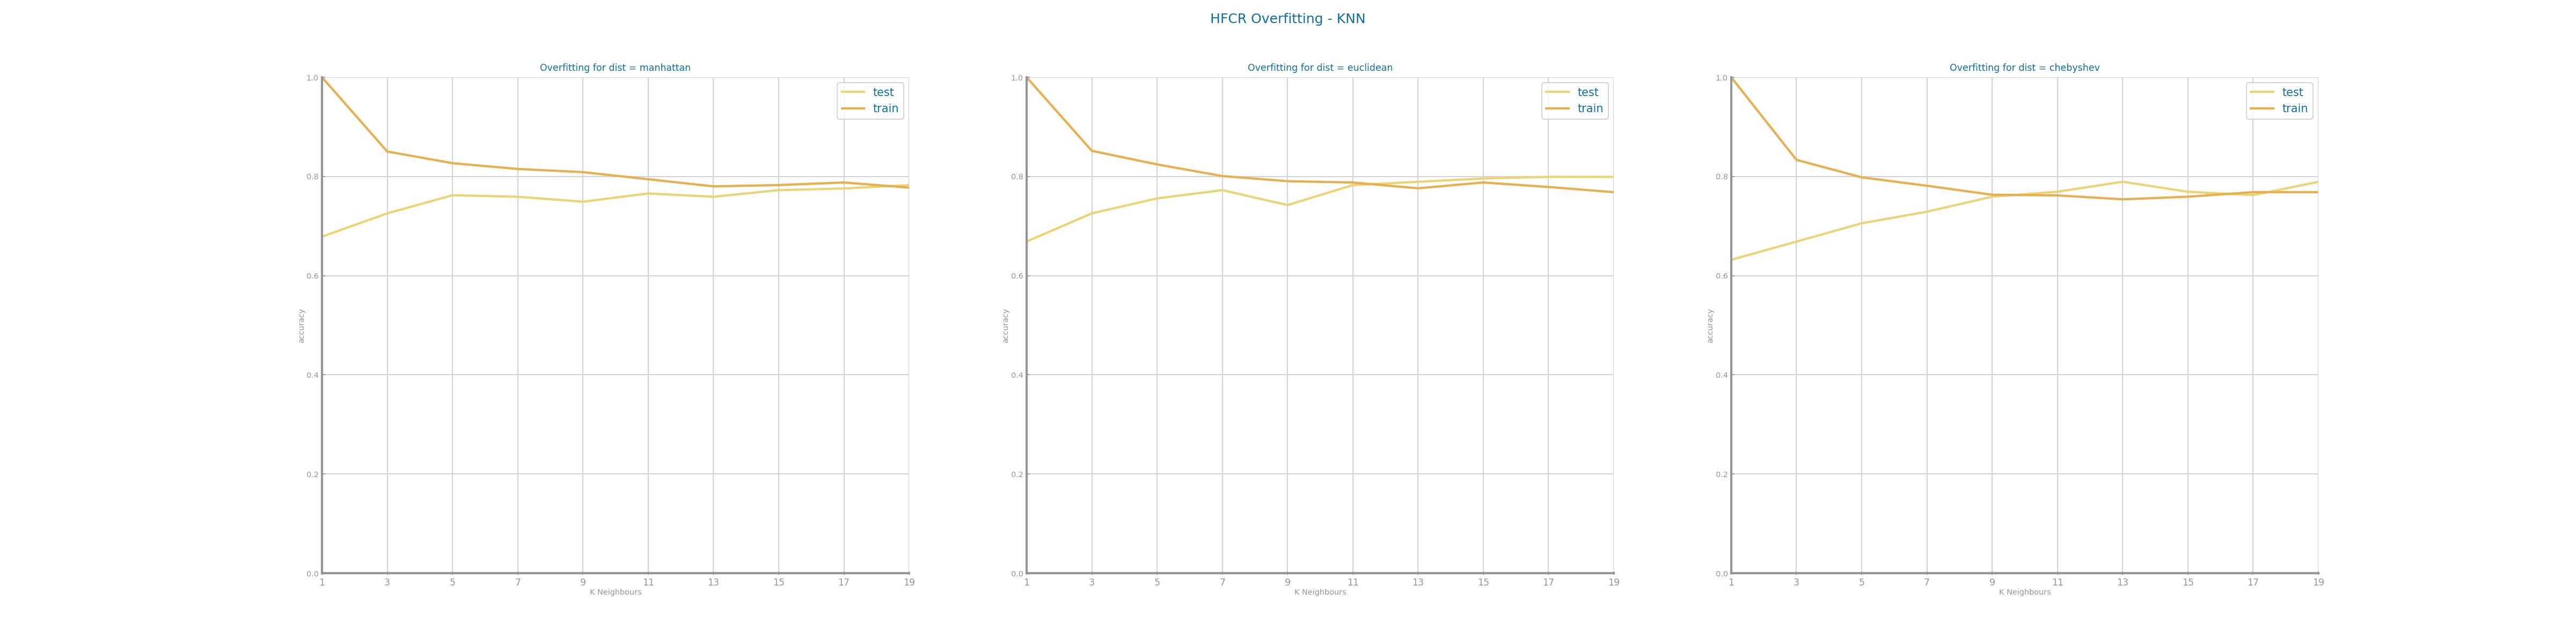 HFCR Overfitting - KNN
Overfitting for dist = manhattan
1.0
0.8
0.6
0.4
0.2
0.0
accuracy
test
train
1 3 5 7 9 11 13 15 17 19
K Neighbours
Overfitting for dist = euclidean
1.0
0.8
0.6
0.4
0.2
0.0
accuracy
test
train
1 3 5 7 9 11 13 15 17 19
K Neighbours
Overfitting for dist = chebyshev
1.0
0.8
0.6
0.4
0.2
0.0
accuracy
test
train
1 3 5 7 9 11 13 15 17 19
K Neighbours